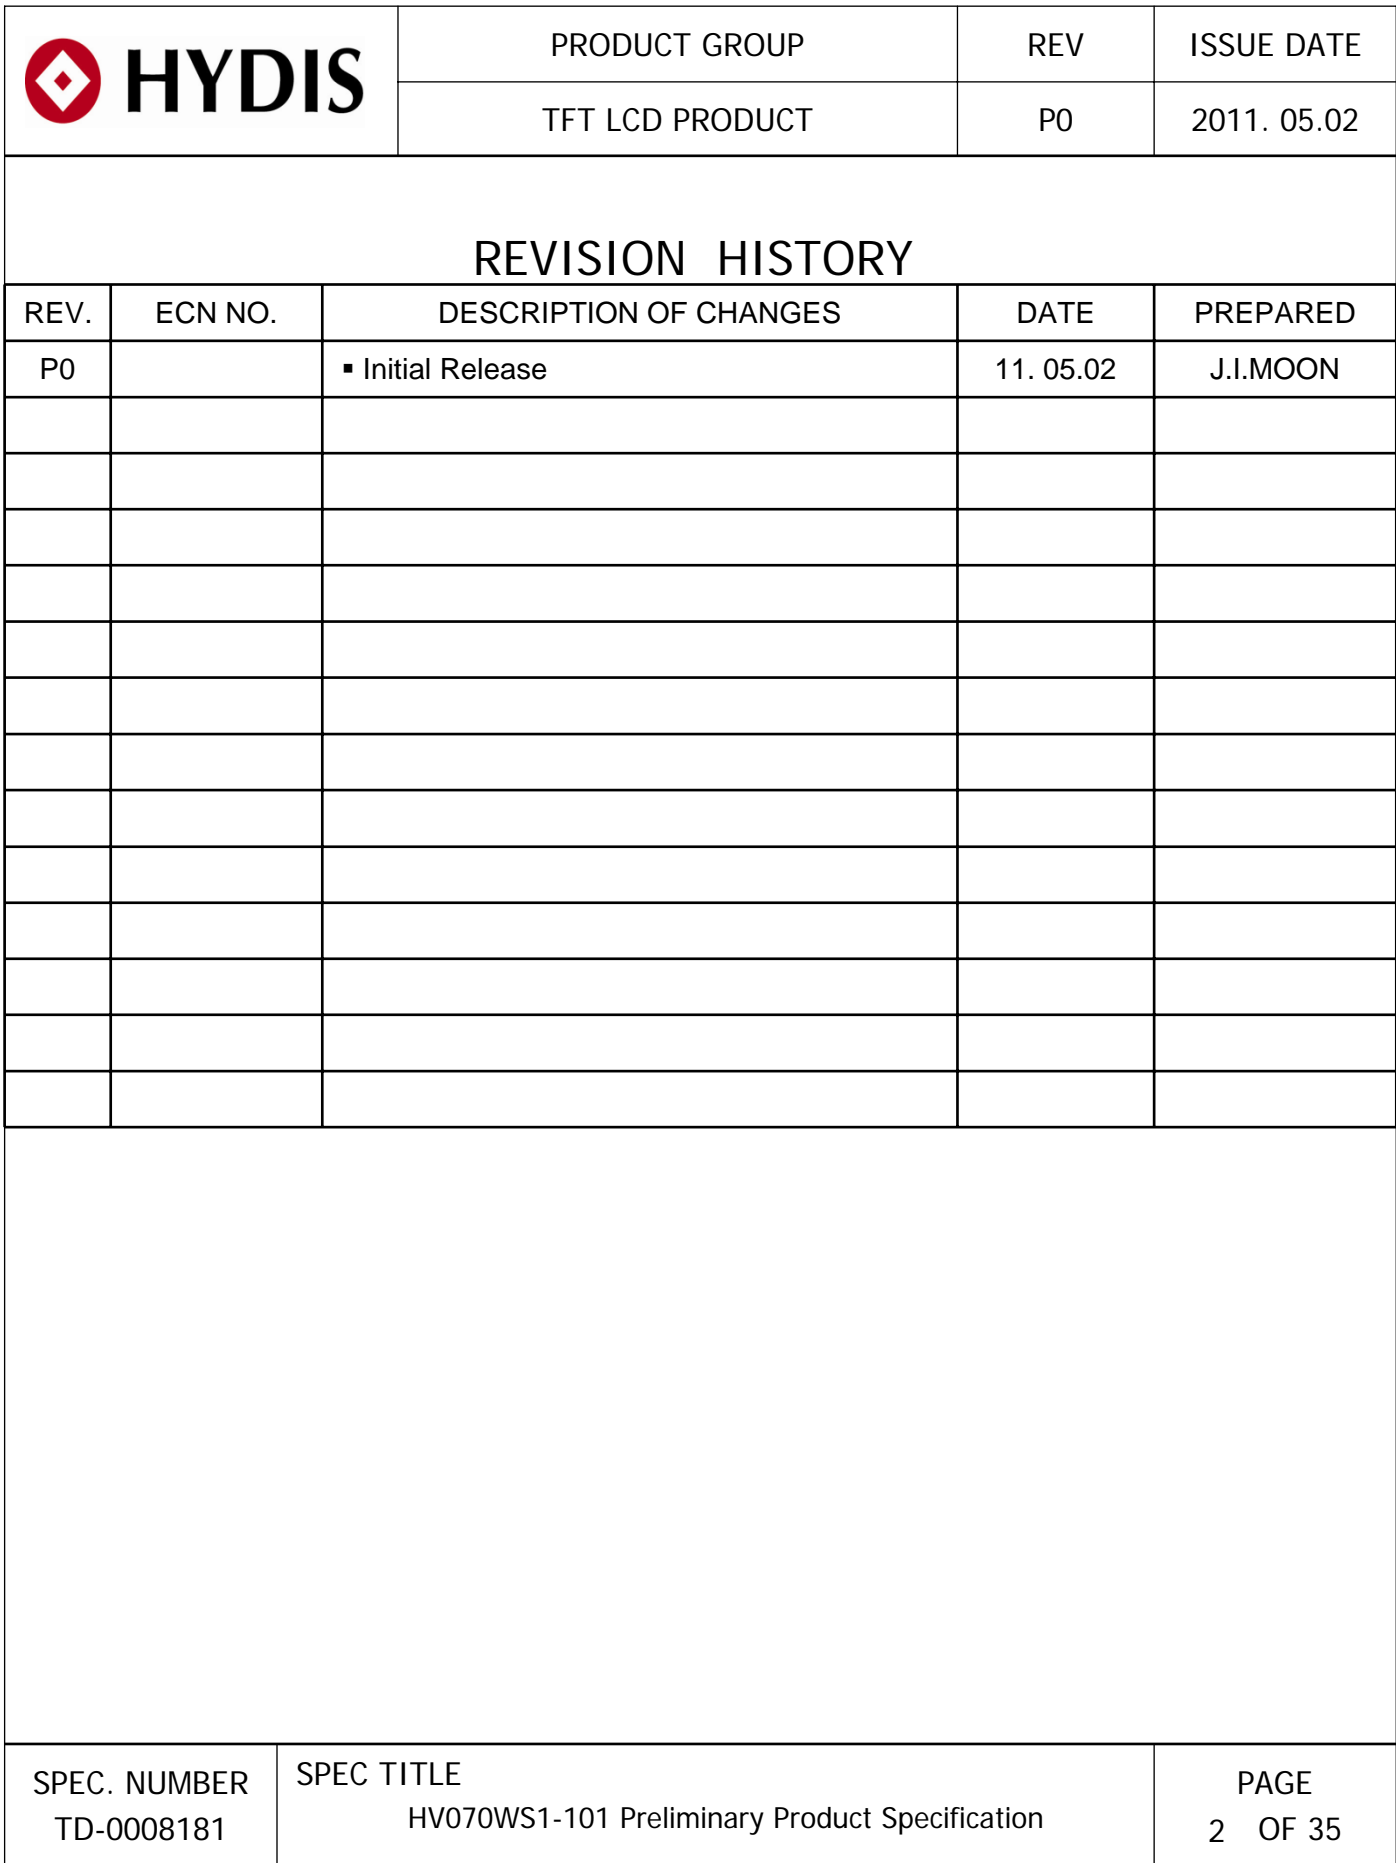 HYDIS
PRODUCT GROUP REV ISSUE DATE
TFT LCD PRODUCT P0 2011. 05.02
REVISION HISTORY
REV. ECN NO. DESCRIPTION OF CHANGES DATE PREPARED
P0 ▪ Initial Release 11. 05.02 J.I.MOON
SPEC. NUMBER
TD-0008181
SPEC TITLE
HV070WS1-101 Preliminary Product Specification
PAGE
2 OF 35